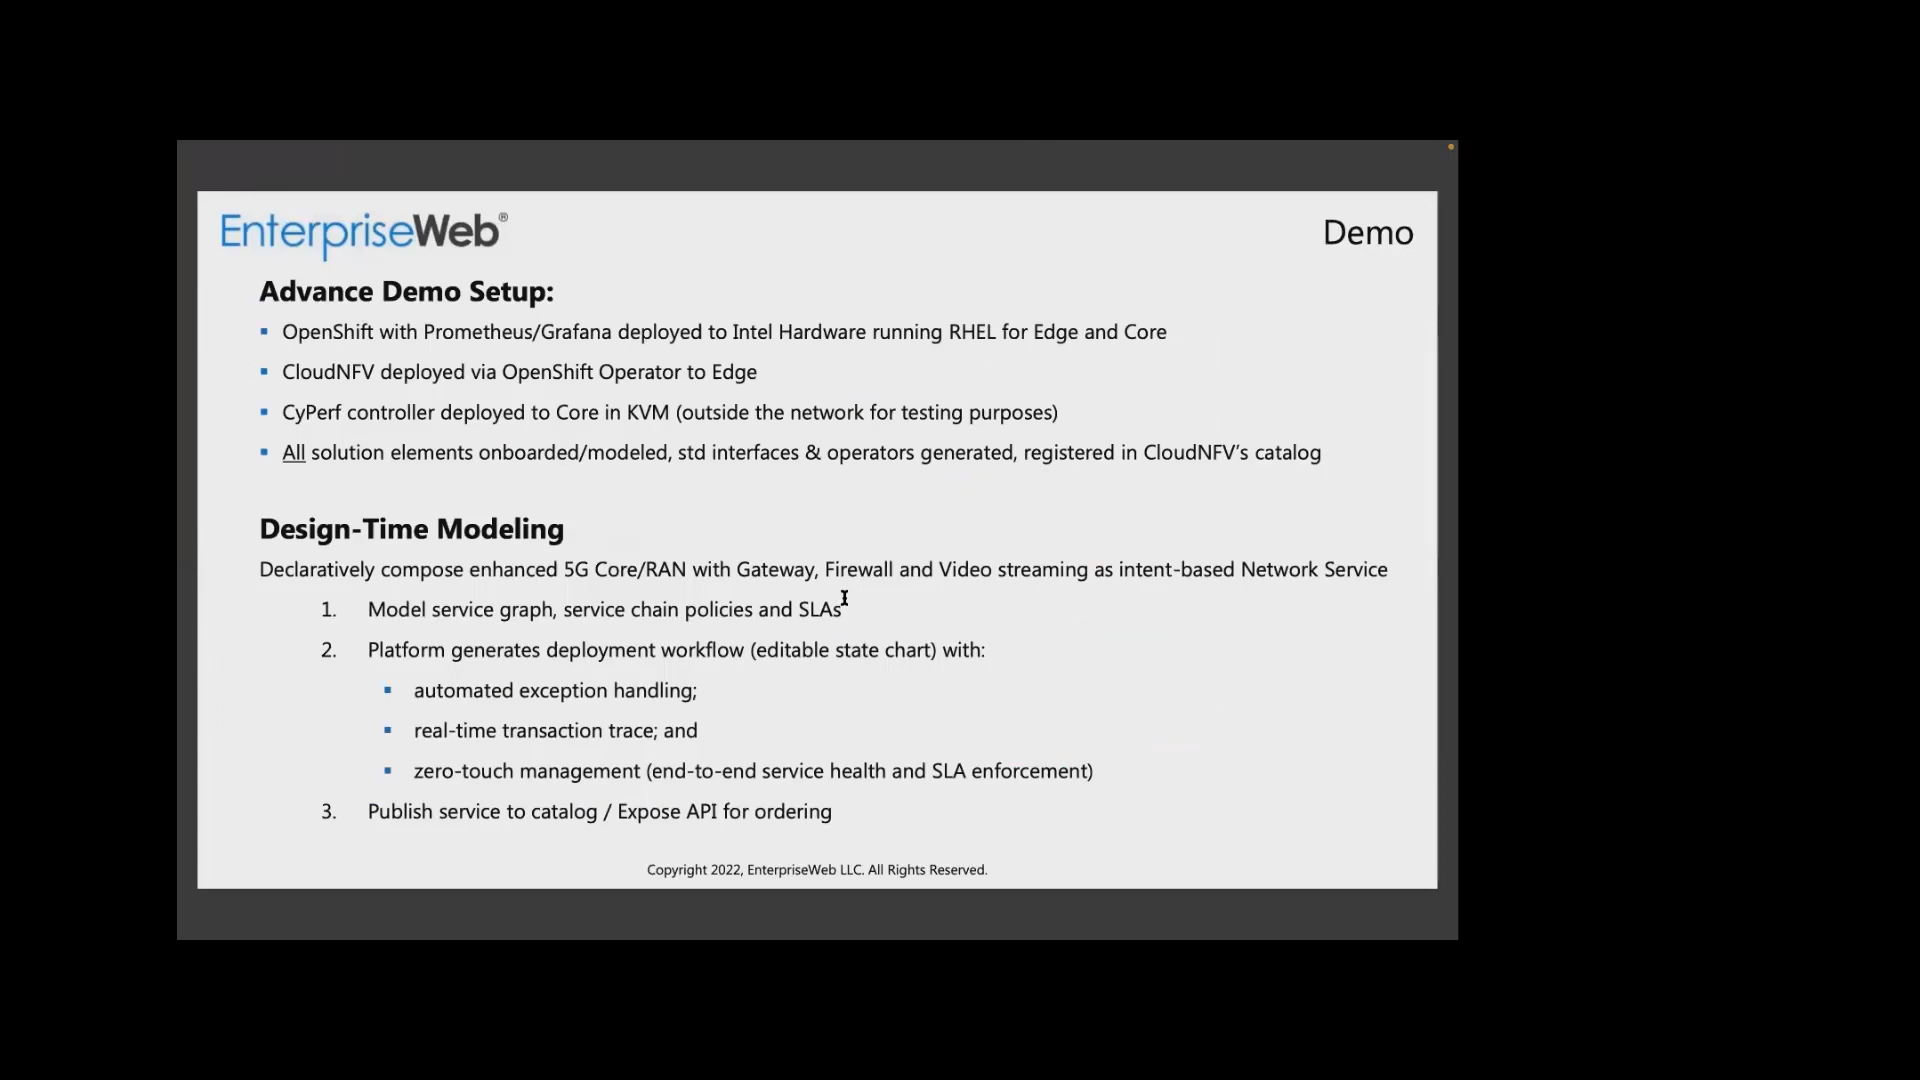 EnterpriseWeb®
Demo
Advance Demo Setup:
▪ OpenShift with Prometheus/Grafana deployed to Intel Hardware running RHEL for Edge and Core
▪ CloudNFV deployed via OpenShift Operator to Edge
▪ CyPerf controller deployed to Core in KVM (outside the network for testing purposes)
▪ All solution elements onboarded/modeled, std interfaces & operators generated, registered in CloudNFV’s catalog
Design-Time Modeling
Declaratively compose enhanced 5G Core/RAN with Gateway, Firewall and Video streaming as intent-based Network Service
1. Model service graph, service chain policies and SLAs
2. Platform generates deployment workflow (editable state chart) with:
▪ automated exception handling;
▪ real-time transaction trace; and
▪ zero-touch management (end-to-end service health and SLA enforcement)
3. Publish service to catalog / Expose API for ordering
Copyright 2022, EnterpriseWeb LLC. All Rights Reserved.